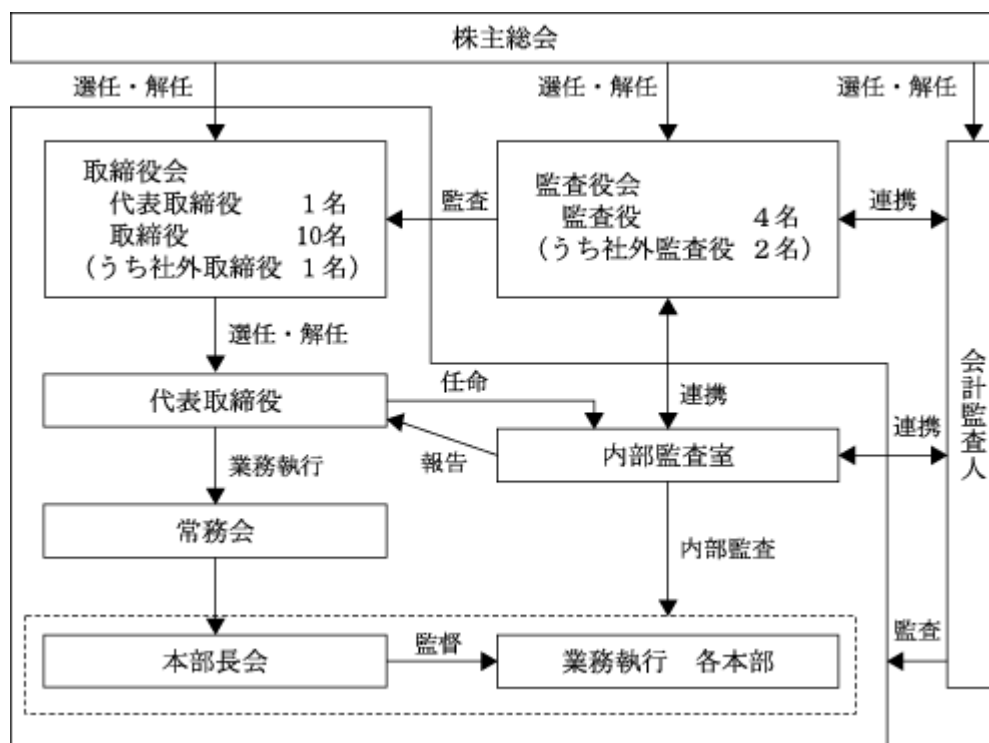 株主総会
選任・解任
選任・解任
選任・解任
取締役会
代表取締役 1名
取締役 10名
(うち社外取締役 1名)
監査
監査役会
監査役 4名
(うち社外監査役 2名)
連携
選任・解任
代表取締役
任命
報告
連携
内部監査室
連携
会計監査人
業務執行
常務会
内部監査
本部長会
監督
業務執行 各本部
監査